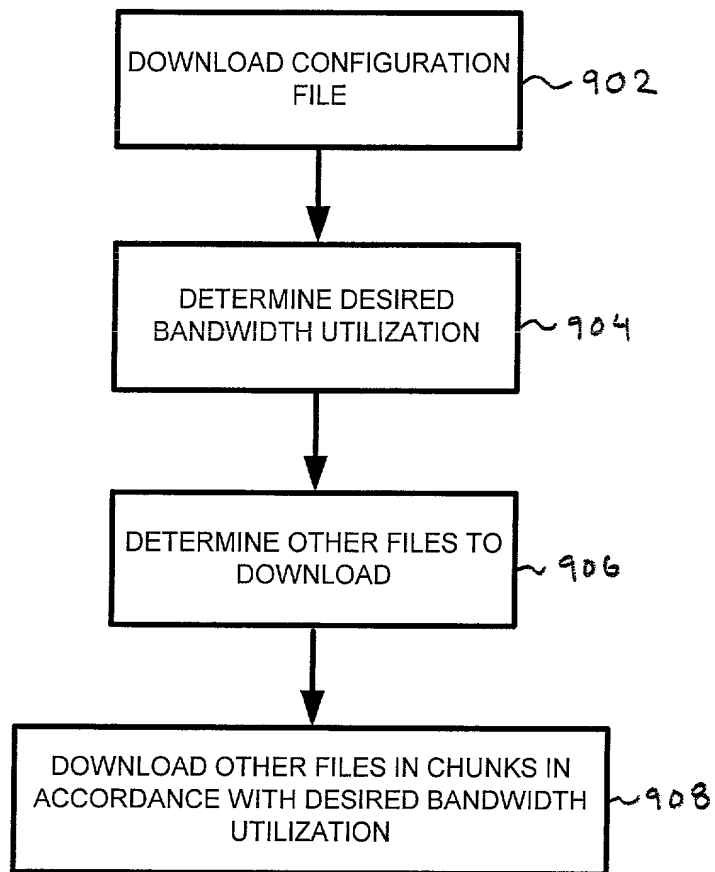 DOWNLOAD CONFIGURATION
FILE
902
DETERMINE DESIRED
BANDWIDTH UTILIZATION
904
DETERMINE OTHER FILES TO
DOWNLOAD
906
DOWNLOAD OTHER FILES IN CHUNKS IN
ACCORDANCE WITH DESIRED BANDWIDTH
UTILIZATION
908